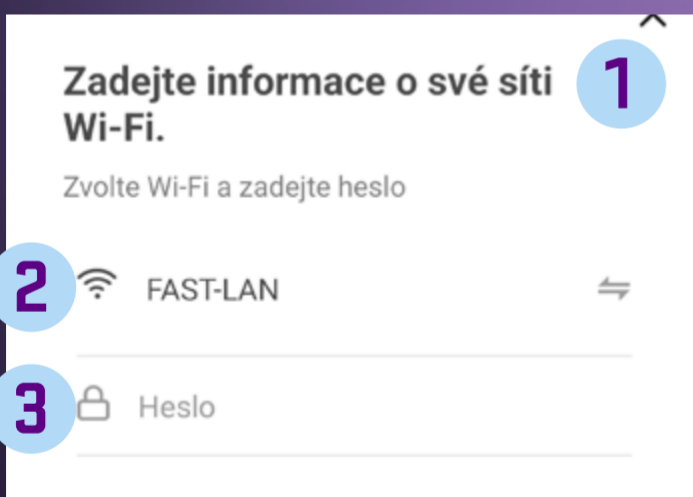 Zadejte informace o své síti
1
Wi-Fi.
Zvolte Wi-Fi a zadejte heslo
2
FAST-LAN
3
Heslo